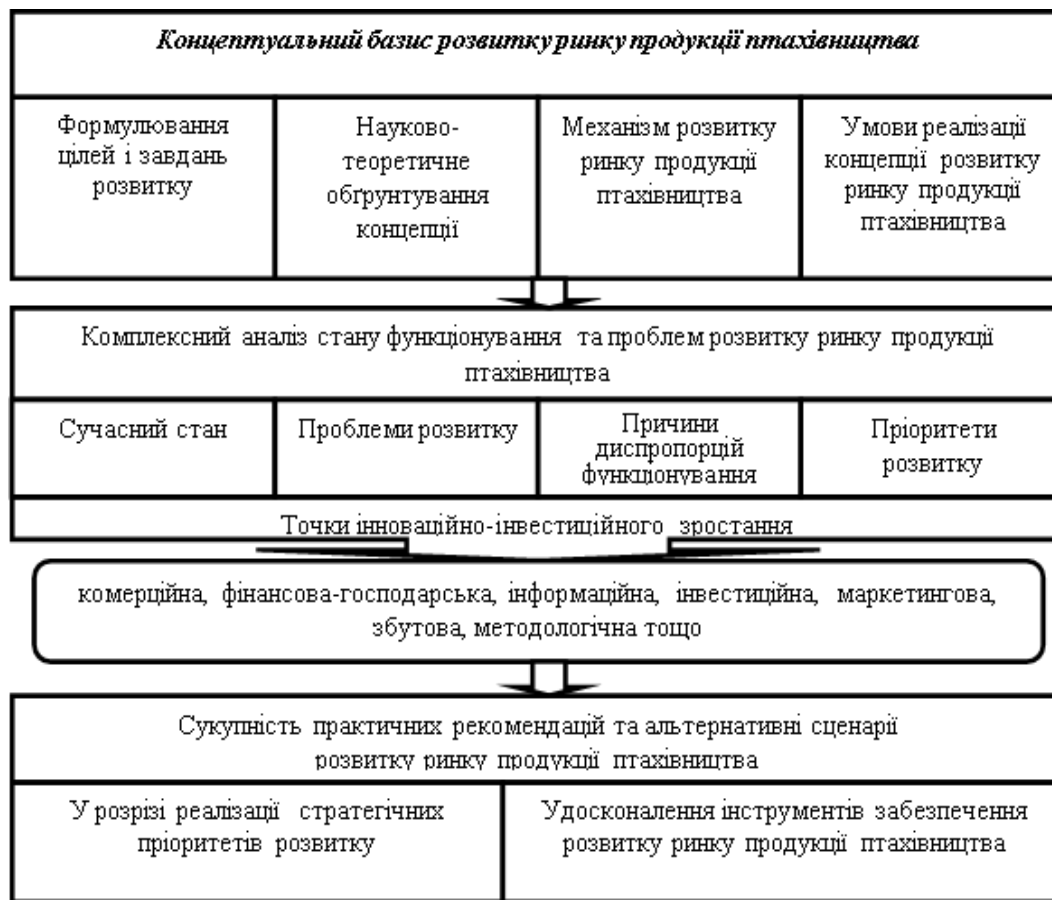 Концептуальний базис розвитку ринку продукції птахівництва
Формулювання
цілей і завдань
розвитку
Науково-
теоретичне
обґрунтування
концепції
Механізм розвитку
ринку продукції
птахівництва
Умови реалізації
концепції розвитку
ринку продукції
птахівництва
Комплексний аналіз стану функціонування та проблем розвитку ринку продукції
птахівництва
Сучасний стан
Проблеми розвитку
Причини
диспропорцій
функціонування
Пріоритети
розвитку
Точки інноваційно-інвестиційного зростання
комерційна, фінансова-господарська, інформаційна, інвестиційна, маркетингова,
збутова, методологічна тощо
Сукупність практичних рекомендацій та альтернативні сценарії
розвитку ринку продукції птахівництва
У розрізі реалізації стратегічних
пріоритетів розвитку
Удосконалення інструментів забезпечення
розвитку ринку продукції птахівництва